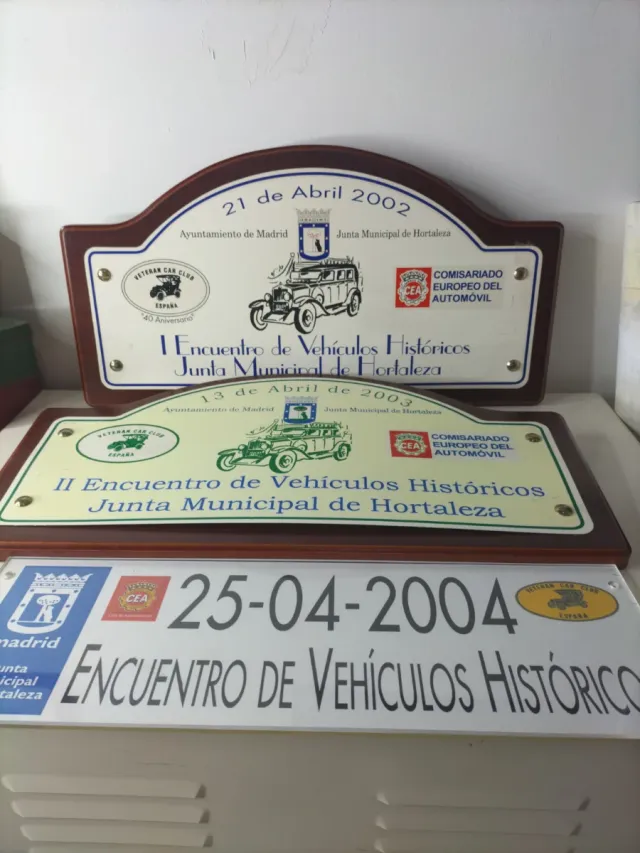 21 de Abril 2002
Ayuntamiento de Madrid Junta Municipal de Hortaleza
VETERAN CAR CLUB
ESPAÑA
"40 Aniversario"
CEA
COMISARIADO
EUROPEO DEL
AUTOMÓVIL
I Encuentro de Vehículos Históricos
Junta Municipal de Hortaleza
13 de Abril de 2003
Ayuntamiento de Madrid Junta Municipal de Hortaleza
VETERAN CAR CLUB
ESPAÑA
CEA
COMISARIADO
EUROPEO DEL
AUTOMÓVIL
II Encuentro de Vehículos Históricos
Junta Municipal de Hortaleza
madrid
unta
icipal
rtaleza
CEA
25-04-2004
VETERAN CAR CLUB
ESPAÑA
ENCUENTRO DE VEHÍCULOS HISTÓRICO